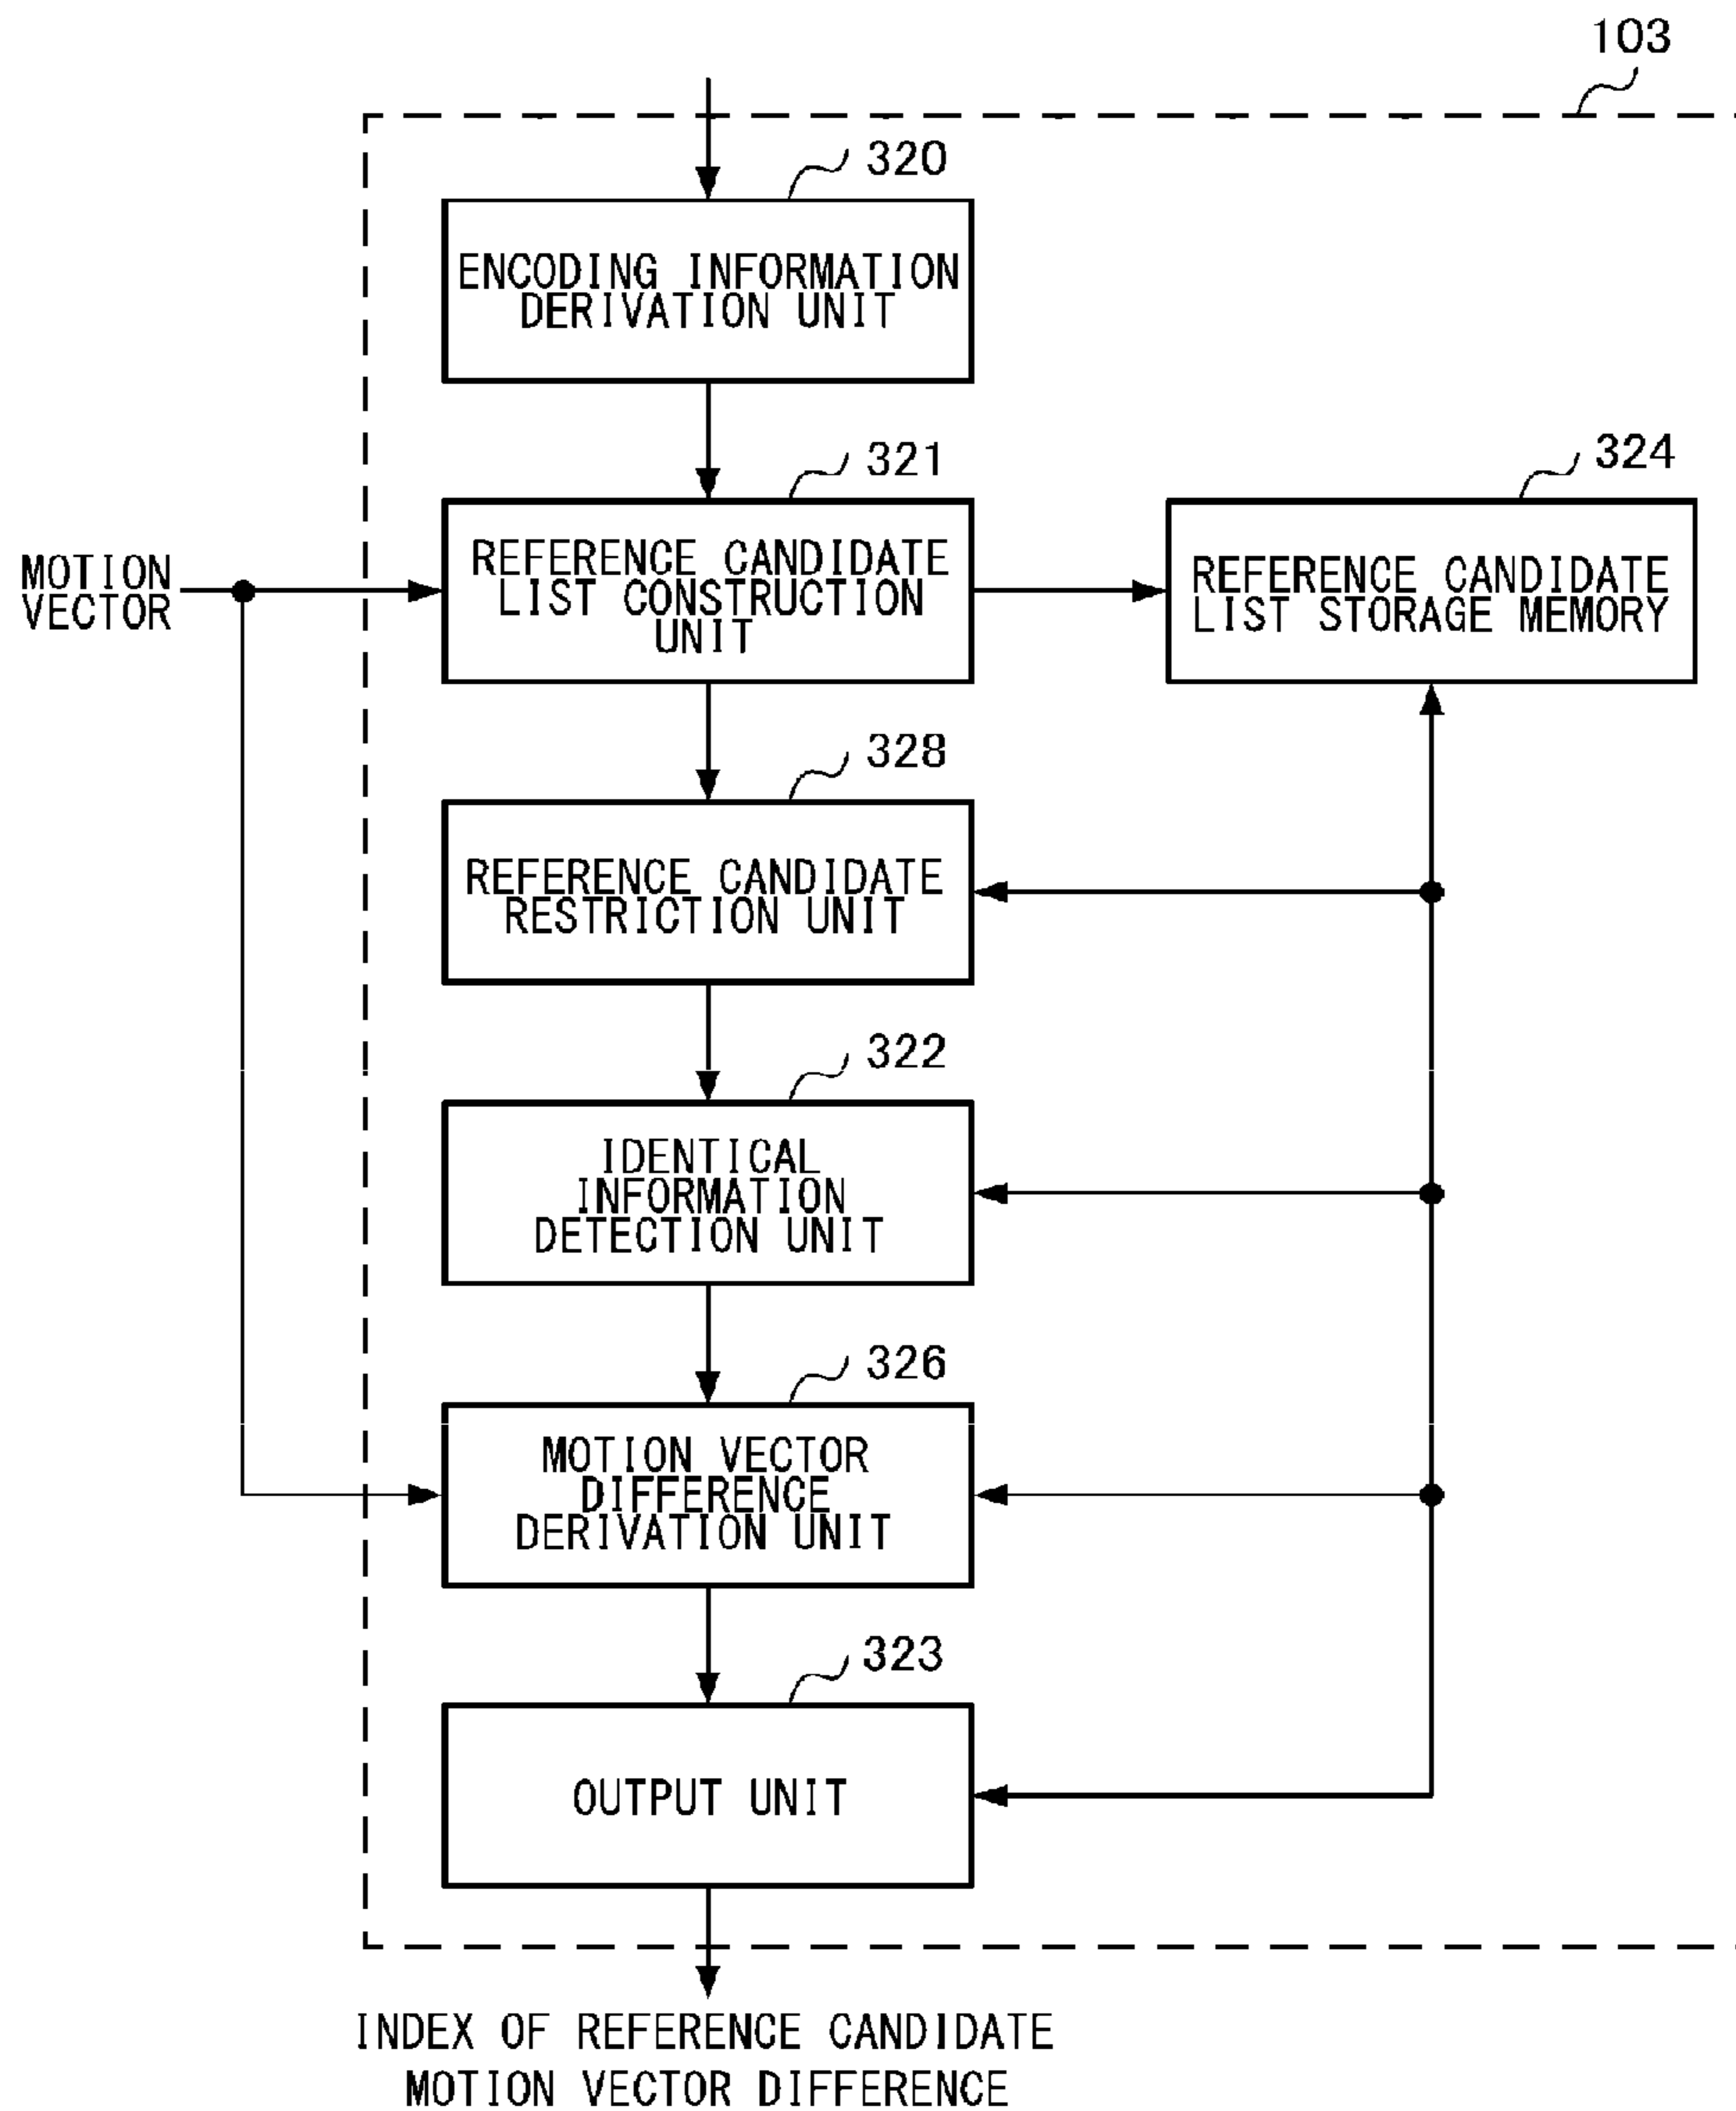 103
320
ENCODING INFORMATION
DERIVATION UNIT
321
324
MOTION
VECTOR
REFERENCE CANDIDATE
LIST CONSTRUCTION
UNIT
REFERENCE CANDIDATE
LIST STORAGE MEMORY
328
REFERENCE CANDIDATE
RESTRICTION UNIT
322
IDENTICAL
INFORMATION
DETECTION UNIT
326
MOTION VECTOR
DIFFERENCE
DERIVATION UNIT
323
OUTPUT UNIT
INDEX OF REFERENCE CANDIDATE
MOTION VECTOR DIFFERENCE